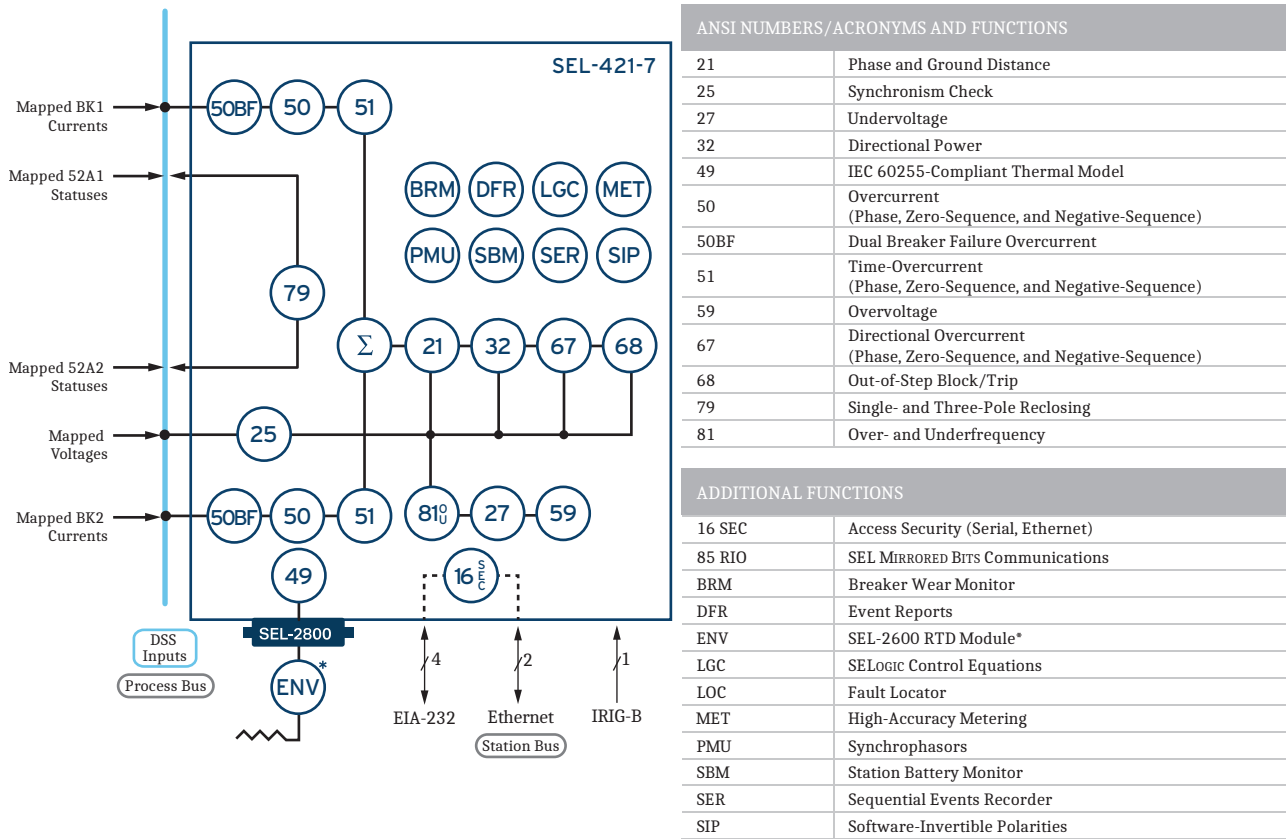 SEL-421-7
Mapped BK1
Currents
50BF
50
51
Mapped 52A1
Statuses
BRM
DFR
LGC
MET
PMU
SBM
SER
SIP
79
Σ
21
32
67
68
Mapped 52A2
Statuses
Mapped
Voltages
25
Mapped BK2
Currents
50BF
50
51
81 O U
27
59
49
16 SEC
SEL-2800
DSS
Inputs
Process Bus
ENV
*
4
2
1
EIA-232
Ethernet
IRIG-B
Station Bus
ANSI NUMBERS/ACRONYMS AND FUNCTIONS
21 Phase and Ground Distance
25 Synchronism Check
27 Undervoltage
32 Directional Power
49 IEC 60255-Compliant Thermal Model
50 Overcurrent
(Phase, Zero-Sequence, and Negative-Sequence)
50BF Dual Breaker Failure Overcurrent
51 Time-Overcurrent
(Phase, Zero-Sequence, and Negative-Sequence)
59 Overvoltage
67 Directional Overcurrent
(Phase, Zero-Sequence, and Negative-Sequence)
68 Out-of-Step Block/Trip
79 Single- and Three-Pole Reclosing
81 Over- and Underfrequency
ADDITIONAL FUNCTIONS
16 SEC Access Security (Serial, Ethernet)
85 RIO SEL MIRRORED BITS Communications
BRM Breaker Wear Monitor
DFR Event Reports
ENV SEL-2600 RTD Module*
LGC SELOGIC Control Equations
LOC Fault Locator
MET High-Accuracy Metering
PMU Synchrophasors
SBM Station Battery Monitor
SER Sequential Events Recorder
SIP Software-Invertible Polarities